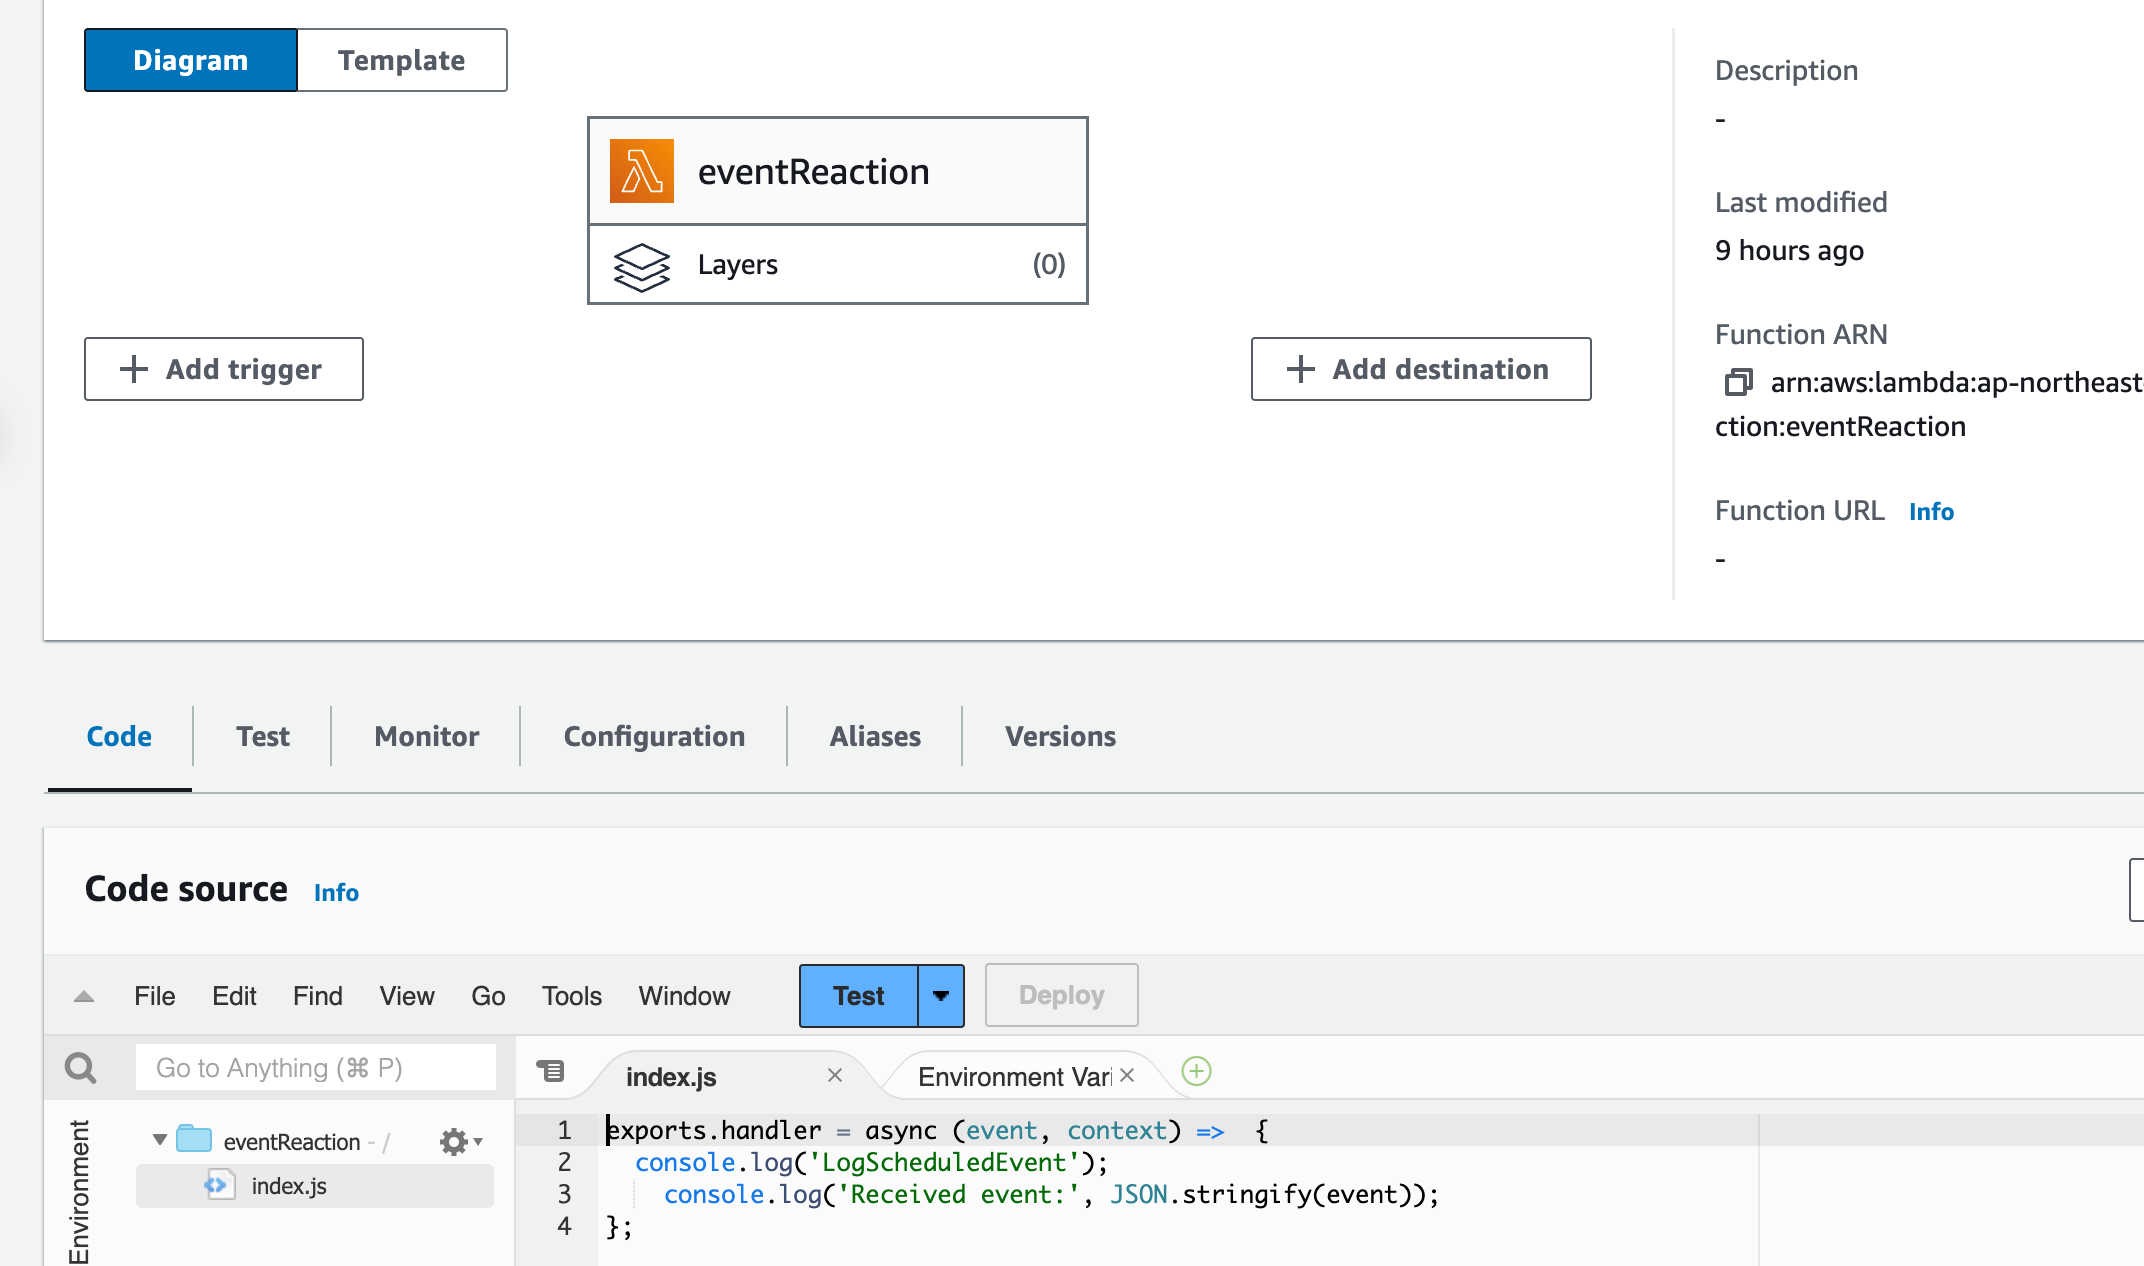 Diagram
Template
Description
-
eventReaction
Last modified
Layers (0)
9 hours ago
Function ARN
Add trigger
Add destination
arn:aws:lambda:ap-northeast
ction:eventReaction
Function URL Info
-
Code
Test
Monitor
Configuration
Aliases
Versions
Code source Info
File Edit Find View Go Tools Window
Test
Deploy
Go to Anything (⌘ P)
index.js
Environment Vari
Environment
eventReaction - /
index.js
1 exports.handler = async (event, context) =>  {
2   console.log('LogScheduledEvent');
3     console.log('Received event:', JSON.stringify(event));
4 };